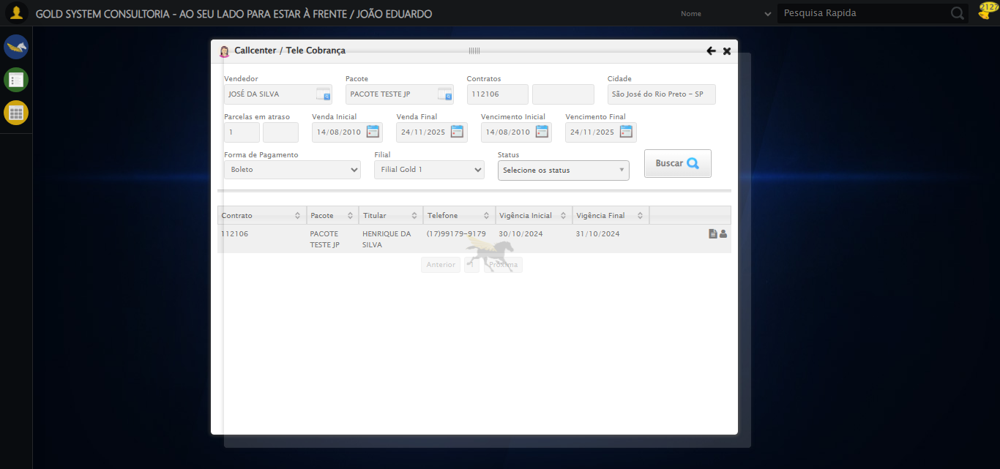 GOLD SYSTEM CONSULTORIA - AO SEU LADO PARA ESTAR À FRENTE / JOÃO EDUARDO
Nome
Pesquisa Rapida
2127
Callcenter / Tele Cobrança
Vendedor Pacote Contratos Cidade
JOSÉ DA SILVA PACOTE TESTE JP 112106 São José do Rio Preto - SP
Parcelas em atraso Venda Inicial Venda Final Vencimento Inicial Vencimento Final
1 14/08/2010 24/11/2025 14/08/2010 24/11/2025
Forma de Pagamento Filial Status
Boleto Filial Gold 1 Selecione os status Buscar
Contrato Pacote Titular Telefone Vigência Inicial Vigência Final
112106 PACOTE HENRIQUE DA (17)99179-9179 30/10/2024 31/10/2024
TESTE JP SILVA
Anterior 1 Próxima